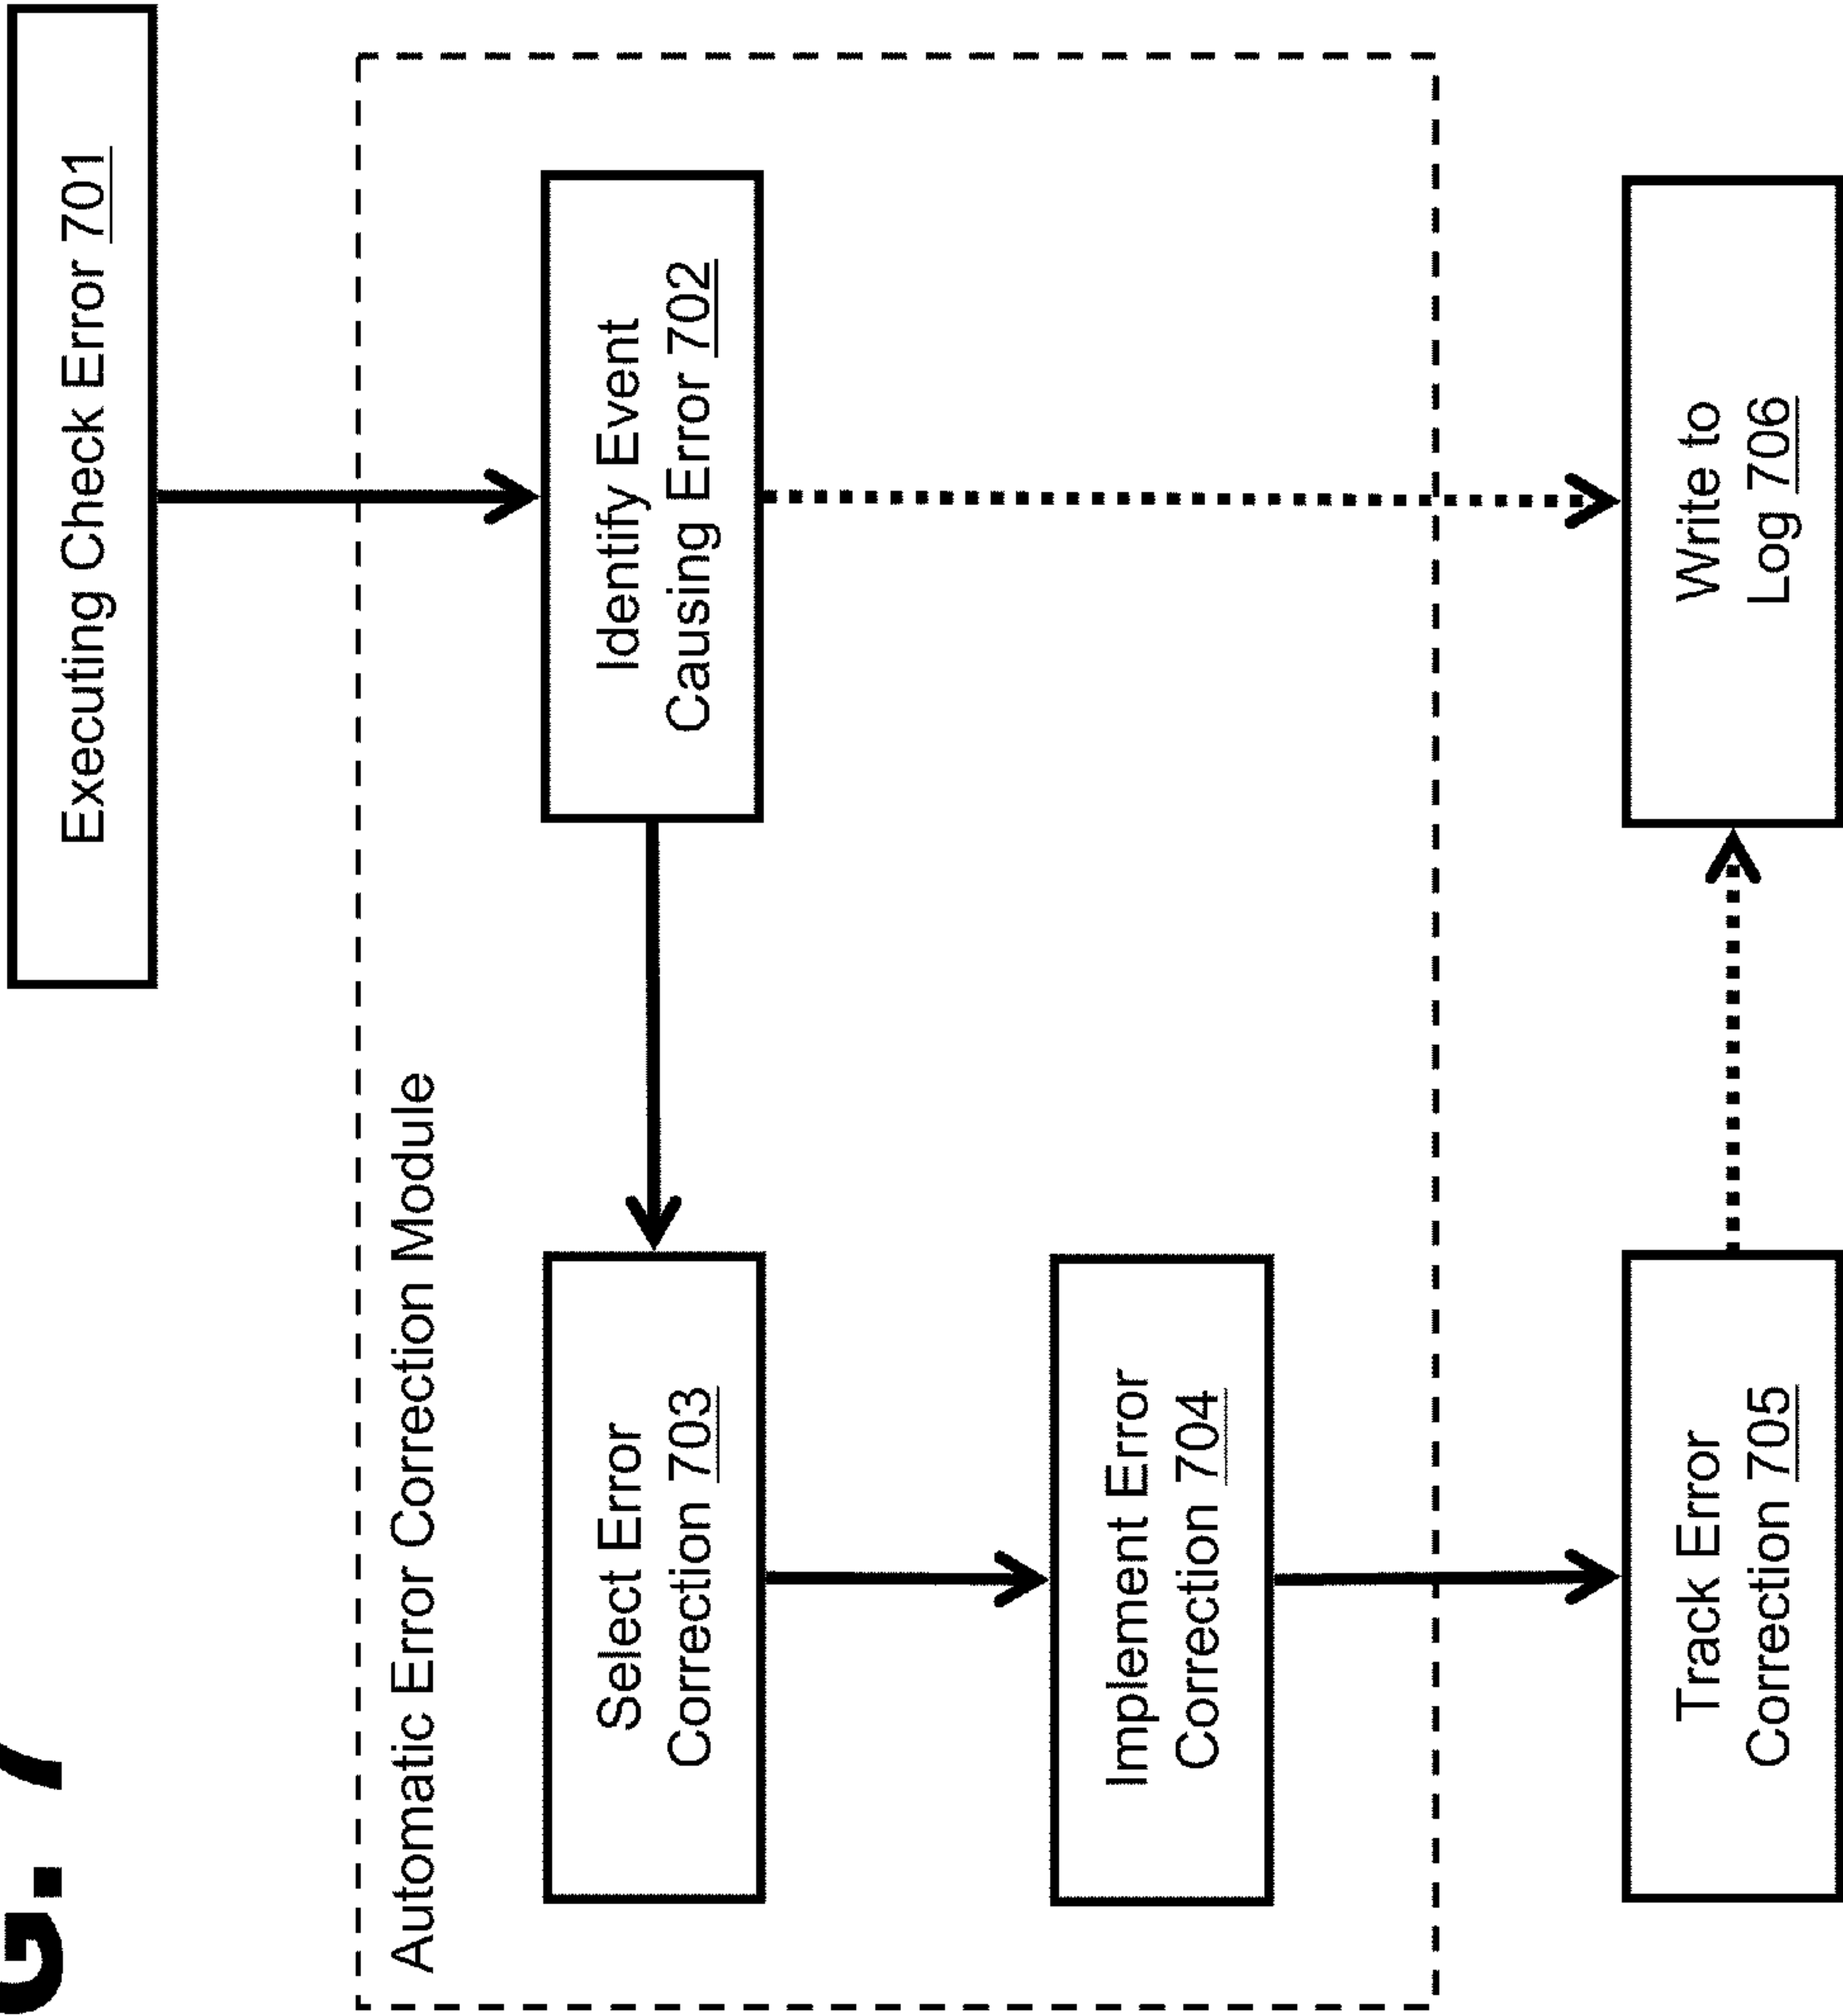 G. 7
Executing Check Error 701
Automatic Error Correction Module
Identify Event
Causing Error 702
Select Error
Correction 703
Implement Error
Correction 704
Track Error
Correction 705
Write to
Log 706